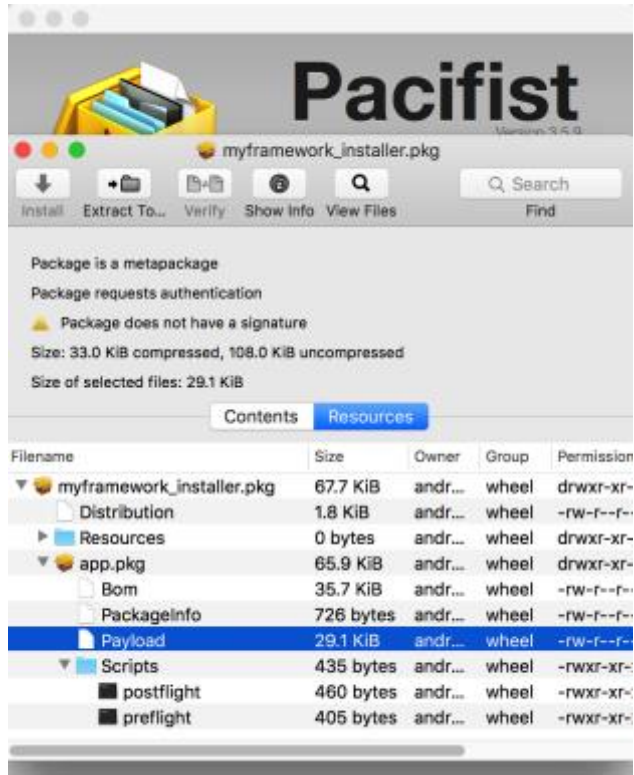 Pacifist
Version 3.5.9
myframework_installer.pkg
Install Extract To... Verify Show Info View Files Search Find
Package is a metapackage
Package requests authentication
Package does not have a signature
Size: 33.0 KiB compressed, 108.0 KiB uncompressed
Size of selected files: 29.1 KiB
Contents Resources
Filename Size Owner Group Permission
myframework_installer.pkg 67.7 KiB andr... wheel drwxr-xr-
Distribution 1.8 KiB andr... wheel -rw-r--r--
Resources 0 bytes andr... wheel drwxr-xr-
app.pkg 65.9 KiB andr... wheel drwxr-xr-
Bom 35.7 KiB andr... wheel -rw-r--r--
PackageInfo 726 bytes andr... wheel -rw-r--r--
Payload 29.1 KiB andr... wheel -rw-r--r--
Scripts 435 bytes andr... wheel -rwxr-xr-
postflight 460 bytes andr... wheel -rwxr-xr-
preflight 405 bytes andr... wheel -rwxr-xr-